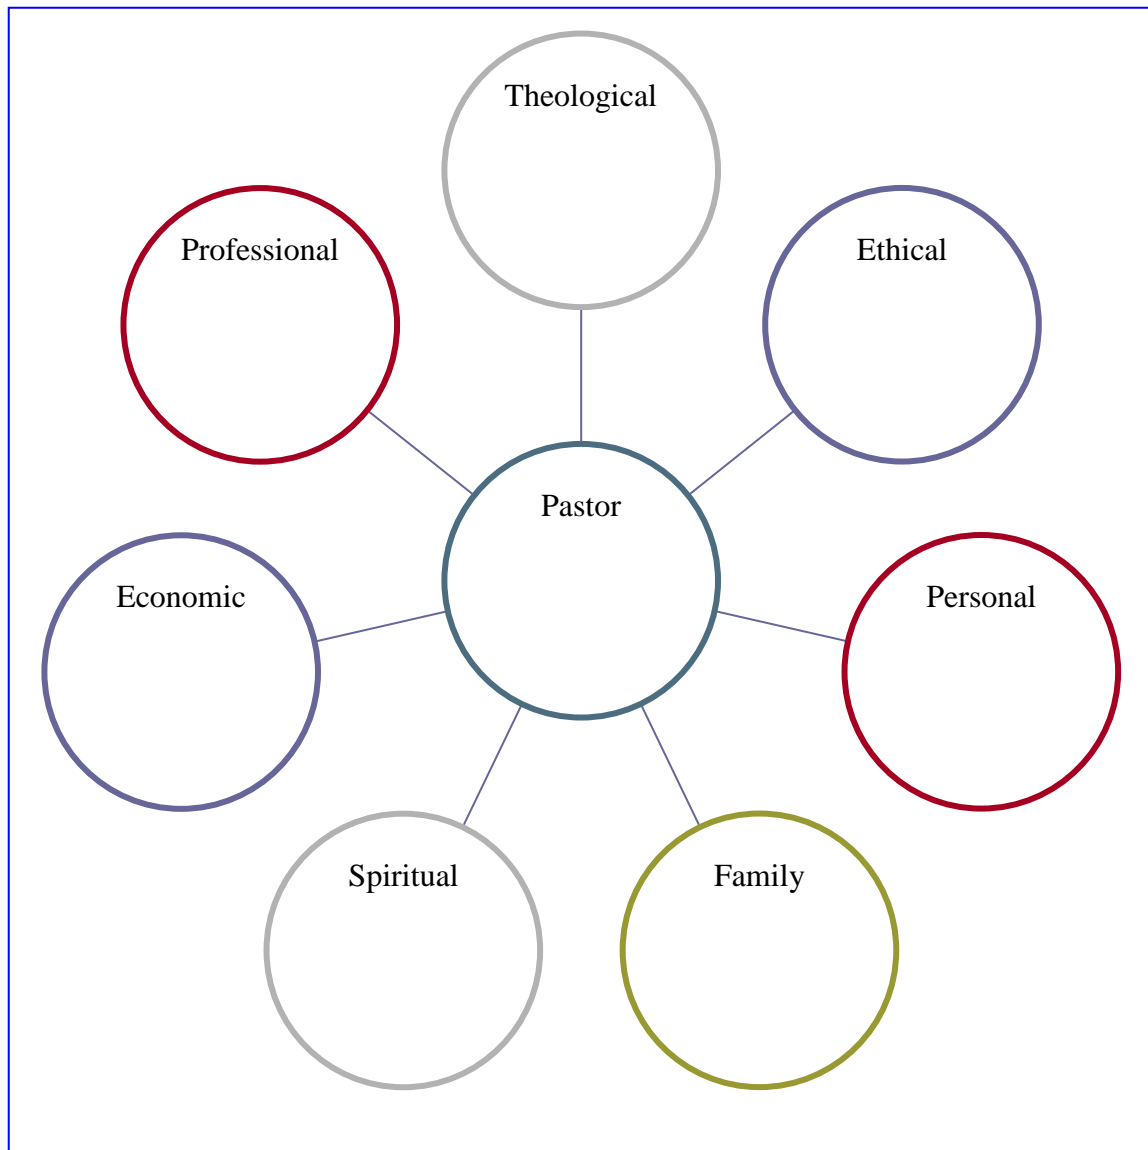 Theological
Professional
Ethical
Pastor
Economic
Personal
Spiritual
Family